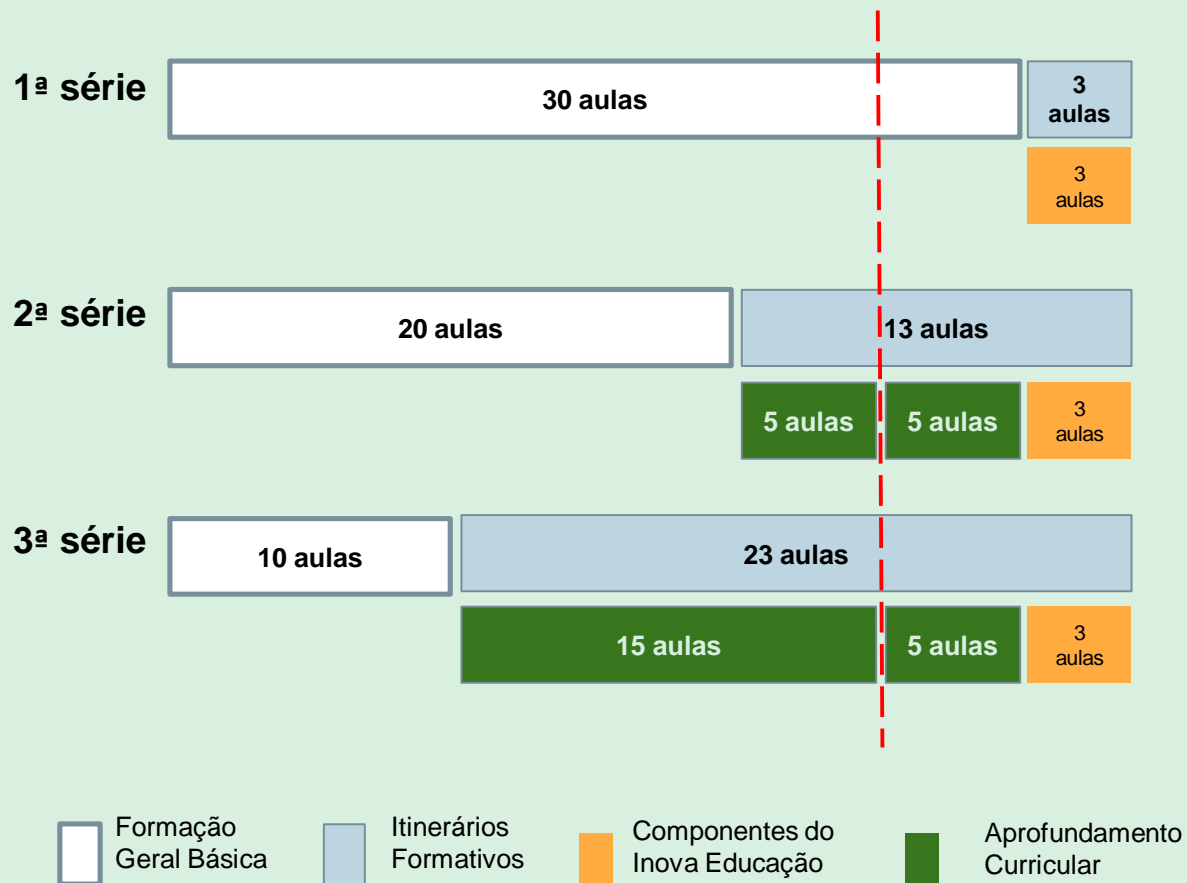 1ª série
30 aulas
3
aulas
3
aulas
2ª série
20 aulas
13 aulas
5 aulas
5 aulas
3
aulas
3ª série
10 aulas
23 aulas
15 aulas
5 aulas
3
aulas
Formação
Geral Básica
Itinerários
Formativos
Componentes do
Inova Educação
Aprofundamento
Curricular